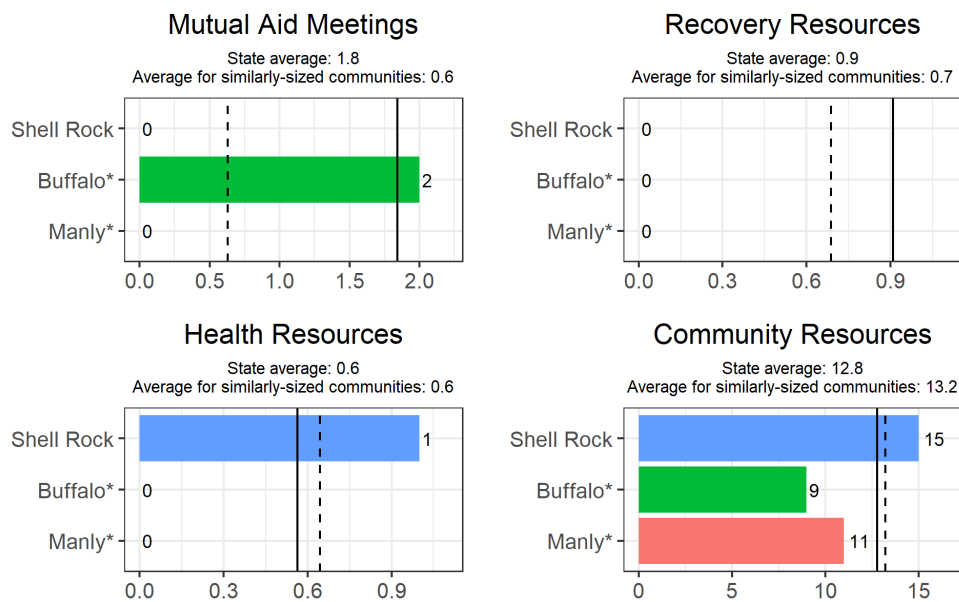 Mutual Aid Meetings
State average: 1.8
Average for similarly-sized communities: 0.6
Shell Rock
0
Buffalo*
2
Manly*
0
0.0 0.5 1.0 1.5 2.0
Recovery Resources
State average: 0.9
Average for similarly-sized communities: 0.7
Shell Rock
0
Buffalo*
0
Manly*
0
0.0 0.3 0.6 0.9
Health Resources
State average: 0.6
Average for similarly-sized communities: 0.6
Shell Rock
1
Buffalo*
0
Manly*
0
0.0 0.3 0.6 0.9
Community Resources
State average: 12.8
Average for similarly-sized communities: 13.2
Shell Rock
15
Buffalo*
9
Manly*
11
0 5 10 15